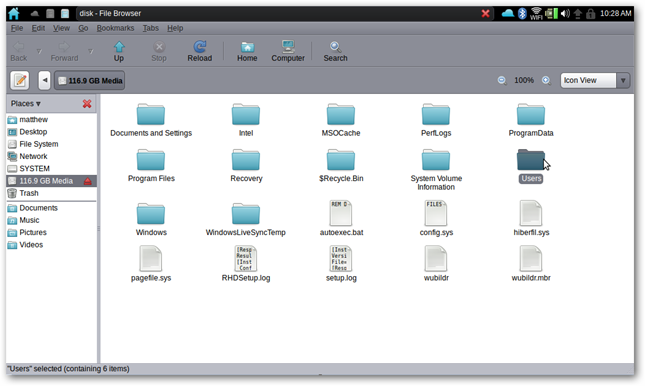 disk - File Browser
WIFI
10:28 AM
File Edit View Go Bookmarks Tabs Help
Back Forward Up Stop Reload Home Computer Search
116.9 GB Media
100%
Icon View
Places
matthew
Desktop
File System
Network
SYSTEM
116.9 GB Media
Trash
Documents
Music
Pictures
Videos
Documents and Settings
Intel
MSOCache
PerfLogs
ProgramData
Program Files
Recovery
$Recycle.Bin
System Volume
Information
Users
Windows
WindowsLiveSyncTemp
REM D
autoexec.bat
FILES
config.sys
hiberfil.sys
pagefile.sys
[Resp
Resul
[Inst
Conf
RHDSetup.log
[Inst
Versi
File=
[Resp
setup.log
wubildr
wubildr.mbr
"Users" selected (containing 6 items)